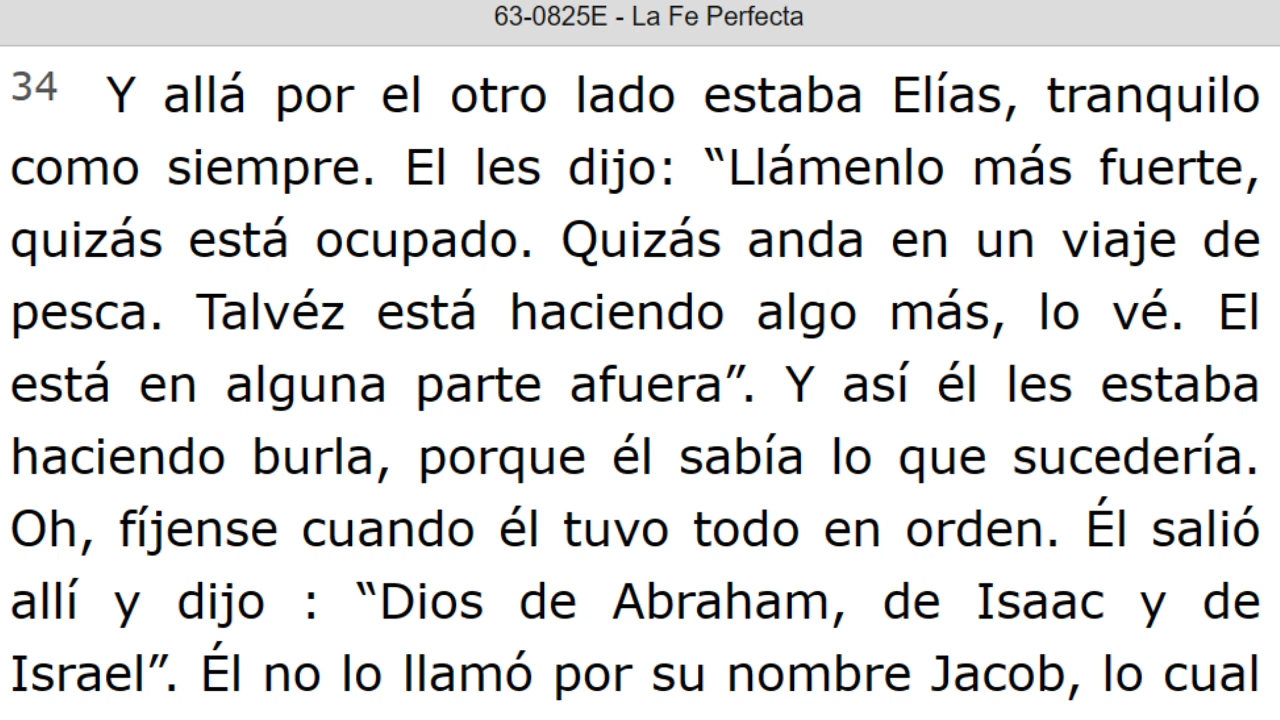 63-0825E - La Fe Perfecta
34 Y allá por el otro lado estaba Elías, tranquilo
como siempre. El les dijo: “Llámenlo más fuerte,
quizás está ocupado. Quizás anda en un viaje de
pesca. Talvéz está haciendo algo más, lo vé. El
está en alguna parte afuera”. Y así él les estaba
haciendo burla, porque él sabía lo que sucedería.
Oh, fíjense cuando él tuvo todo en orden. Él salió
allí y dijo : “Dios de Abraham, de Isaac y de
Israel”. Él no lo llamó por su nombre Jacob, lo cual